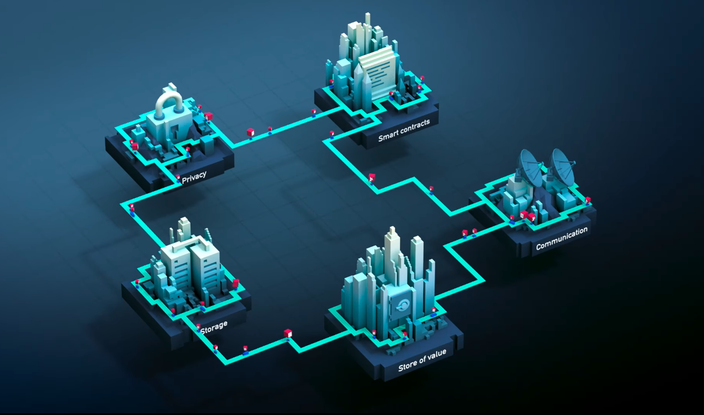 Smart contracts
Privacy
Communication
Storage
Store of value